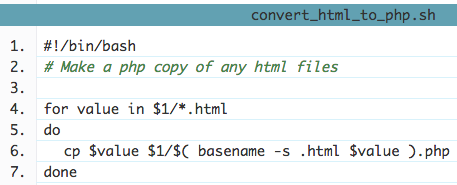 convert_html_to_php.sh
1. #!/bin/bash
2. # Make a php copy of any html files
3.
4. for value in $1/*.html
5. do
6. cp $value $1/$( basename -s .html $value ).php
7. done